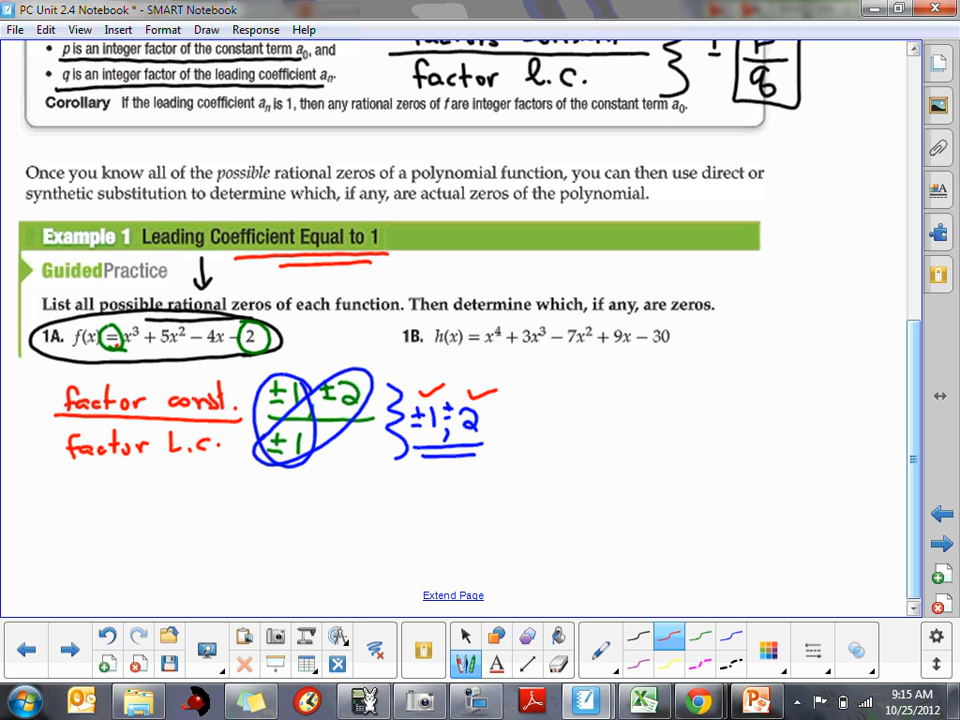 PC Unit 2.4 Notebook * - SMART Notebook
File Edit View Insert Format Draw Response Help
• p is an integer factor of the constant term a₀, and
• q is an integer factor of the leading coefficient aₙ.
factor l.c.
± p/q
Corollary If the leading coefficient aₙ is 1, then any rational zeros of f are integer factors of the constant term a₀.
Once you know all of the possible rational zeros of a polynomial function, you can then use direct or
synthetic substitution to determine which, if any, are actual zeros of the polynomial.
Example 1 Leading Coefficient Equal to 1
GuidedPractice
List all possible rational zeros of each function. Then determine which, if any, are zeros.
1A. f(x) = x³ + 5x² − 4x − 2 1B. h(x) = x⁴ + 3x³ − 7x² + 9x − 30
factor const. ±1, ±2 } ±1, ±2
factor L.c. ±1
Extend Page
9:15 AM
10/25/2012